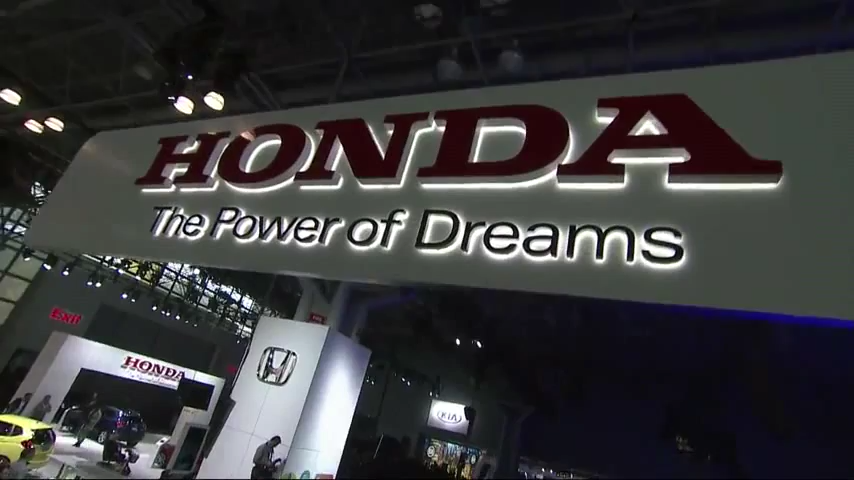 HONDA
The Power of Dreams
Exit
HONDA
KIA